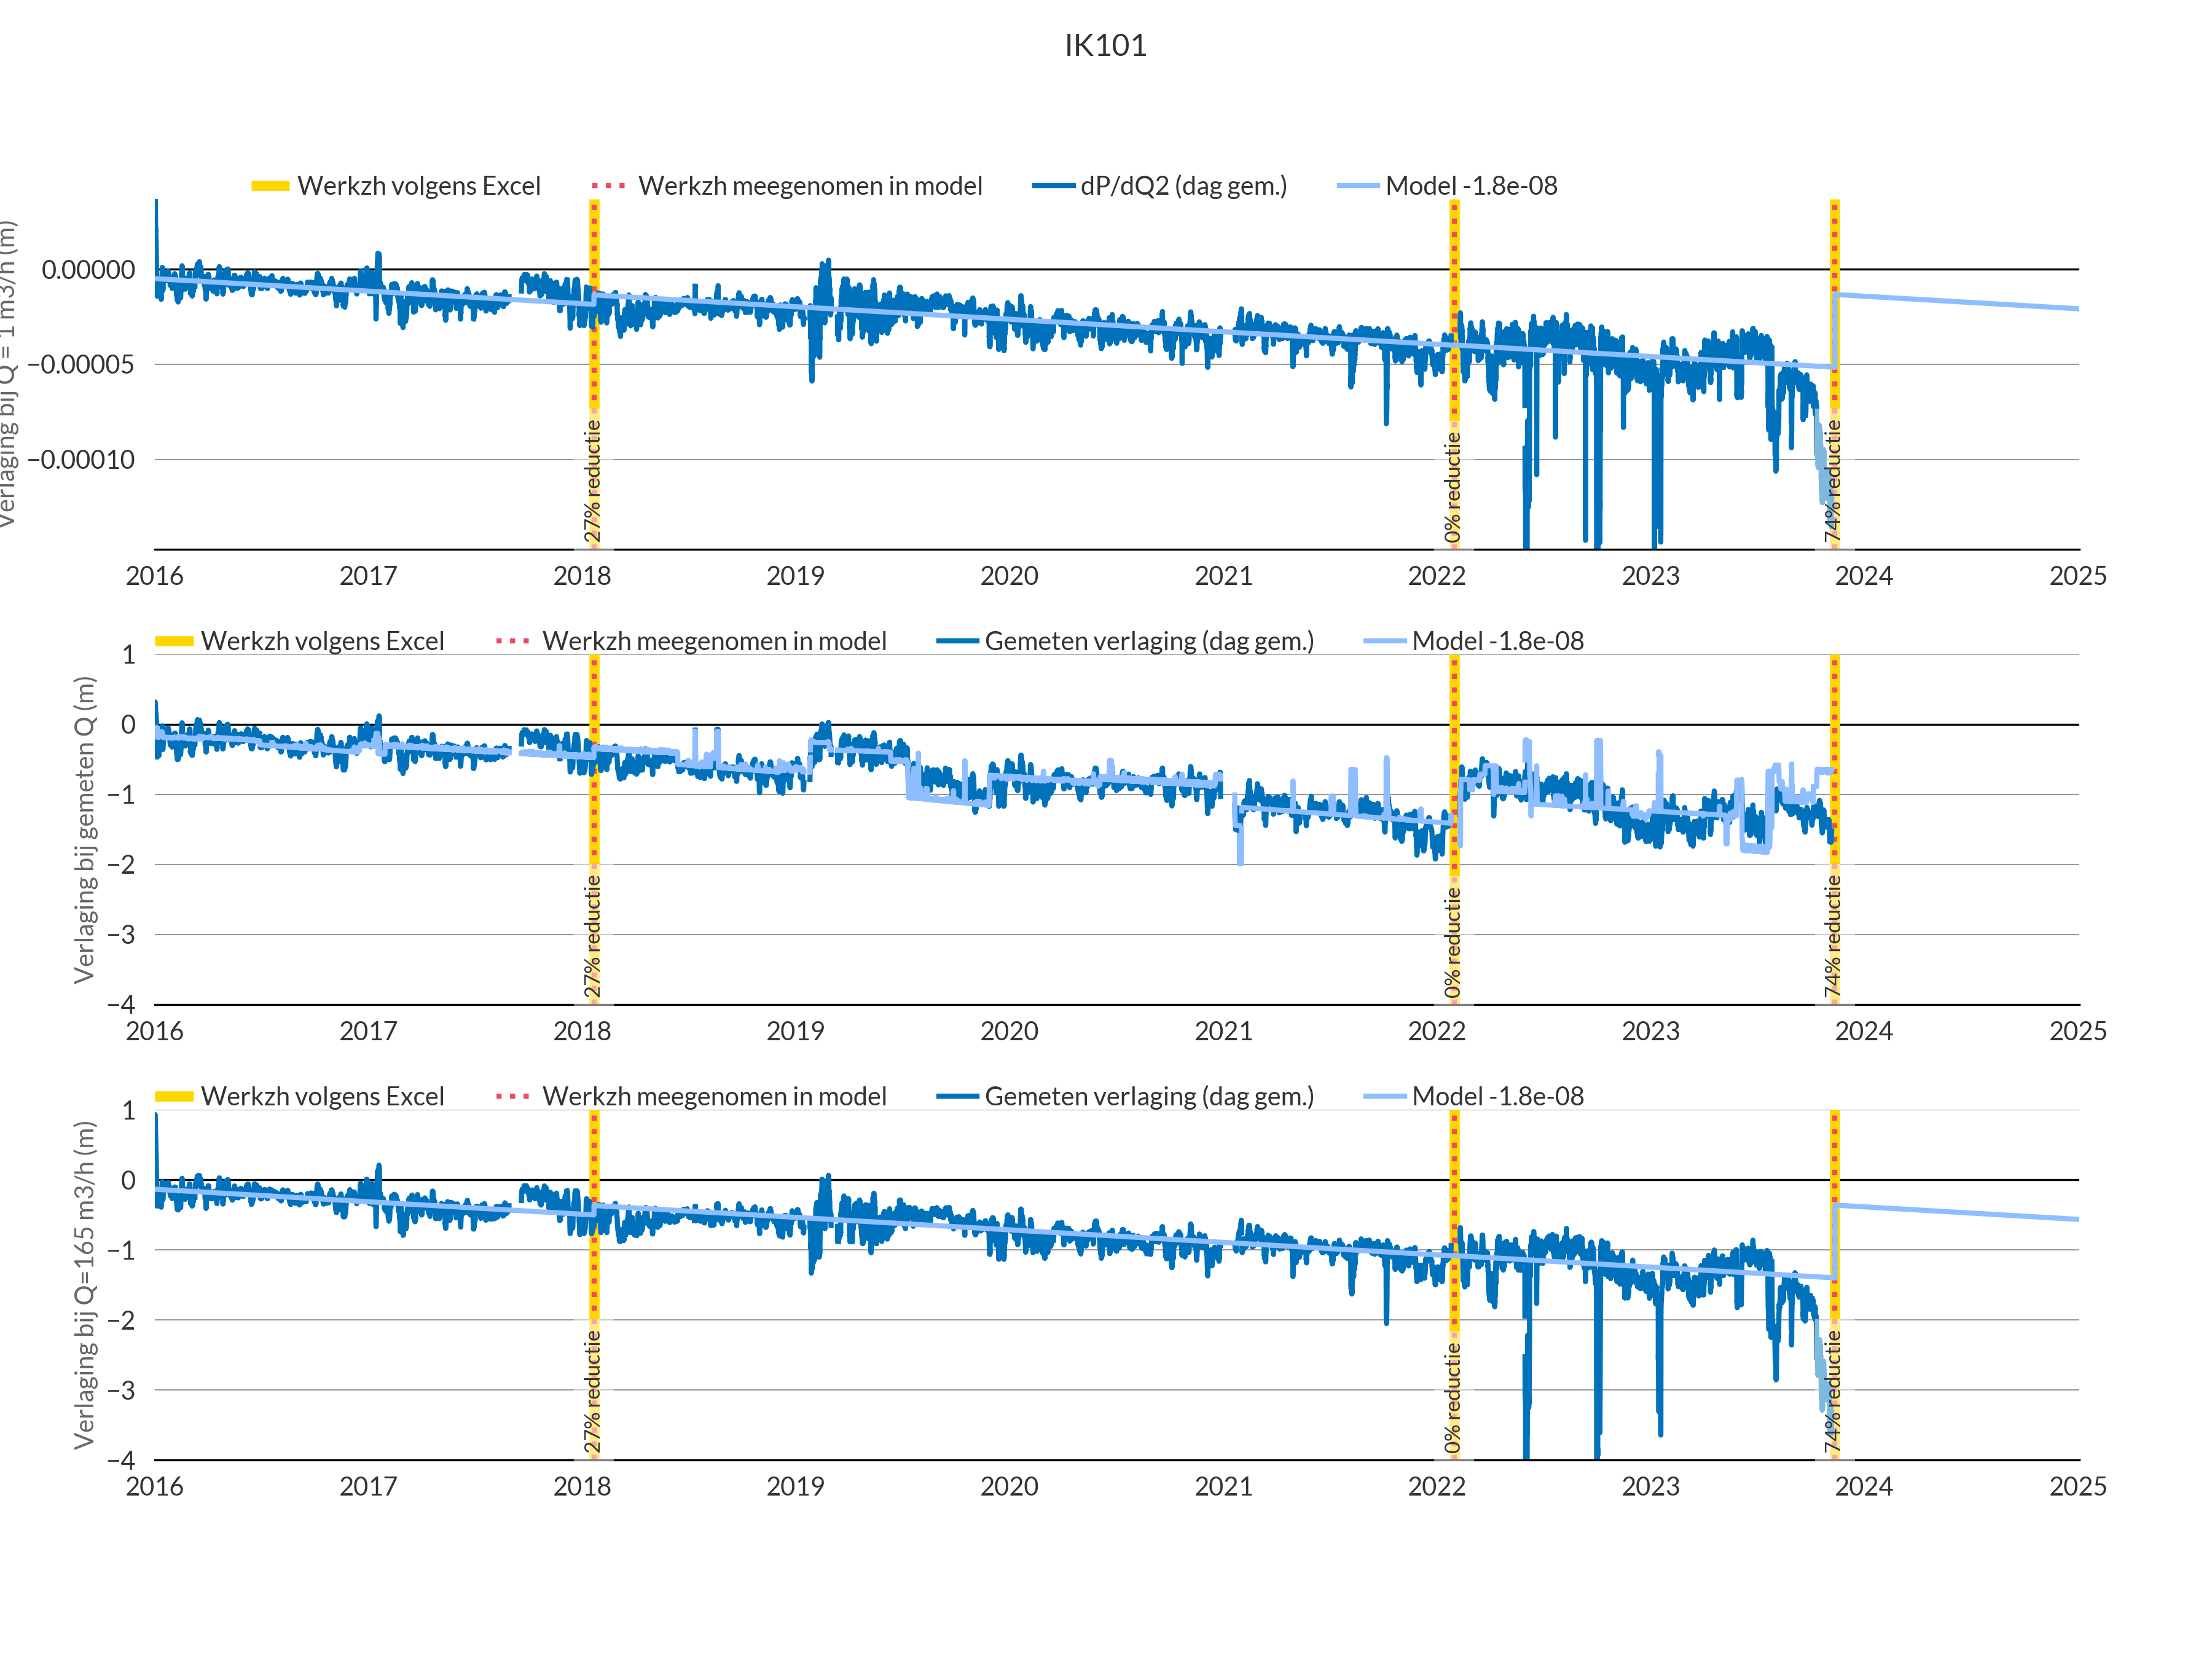 IK101
Werkzh volgens Excel Werkzh meegenomen in model dP/dQ2 (dag gem.) Model -1.8e-08
Verlaging bij Q = 1 m3/h (m)
0.00000
−0.00005
−0.00010
27% reductie
0% reductie
74% reductie
2016 2017 2018 2019 2020 2021 2022 2023 2024 2025
Werkzh volgens Excel Werkzh meegenomen in model Gemeten verlaging (dag gem.) Model -1.8e-08
Verlaging bij gemeten Q (m)
1
0
−1
−2
−3
−4
27% reductie
0% reductie
74% reductie
2016 2017 2018 2019 2020 2021 2022 2023 2024 2025
Werkzh volgens Excel Werkzh meegenomen in model Gemeten verlaging (dag gem.) Model -1.8e-08
Verlaging bij Q=165 m3/h (m)
1
0
−1
−2
−3
−4
27% reductie
0% reductie
74% reductie
2016 2017 2018 2019 2020 2021 2022 2023 2024 2025